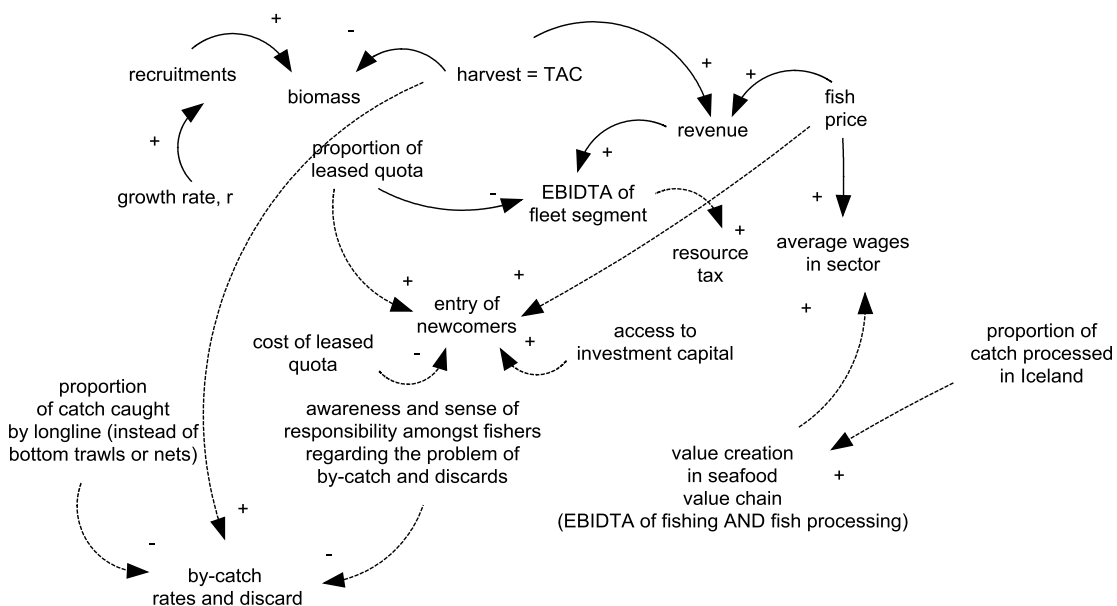 +
-
recruitments
harvest = TAC
biomass
+
+
fish
price
revenue
+
proportion of
leased quota
+
growth rate, r
-
EBIDTA of
fleet segment
+
+
resource
tax
average wages
in sector
+
+
entry of
newcomers
+
cost of leased
quota
-
+
access to
investment capital
proportion of
catch processed
in Iceland
proportion
of catch caught
by longline (instead of
bottom trawls or nets)
awareness and sense of
responsibility amongst fishers
regarding the problem of
by-catch and discards
value creation
in seafood
value chain
(EBIDTA of fishing AND fish processing)
+
+
-
-
by-catch
rates and discard